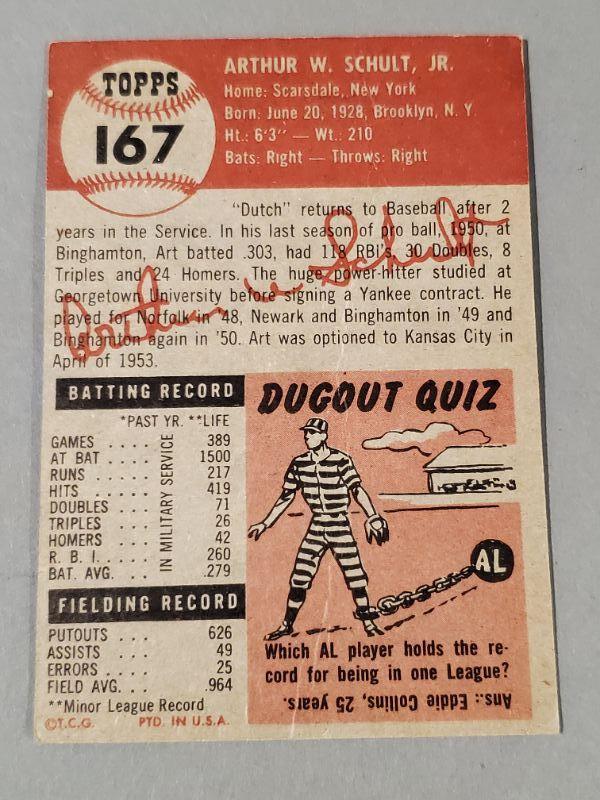 TOPPS
167
ARTHUR W. SCHULT, JR.
Home: Scarsdale, New York
Born: June 20, 1928, Brooklyn, N. Y.
Ht.: 6'3" — Wt.: 210
Bats: Right — Throws: Right
"Dutch" returns to Baseball after 2
years in the Service. In his last season of pro ball, 1950, at
Binghamton, Art batted .303, had 118 RBI's, 30 Doubles, 8
Triples and 24 Homers. The huge power-hitter studied at
Georgetown University before signing a Yankee contract. He
played for Norfolk in '48, Newark and Binghamton in '49 and
Binghamton again in '50. Art was optioned to Kansas City in
April of 1953.
Arthur W Schult
BATTING RECORD
*PAST YR. **LIFE
GAMES . . . . 389
AT BAT . . . . 1500
RUNS . . . . . 217
HITS . . . . . 419
DOUBLES . . . 71
TRIPLES . . . 26
HOMERS . . . 42
R. B. I. . . . . 260
BAT. AVG. . . . .279
IN MILITARY SERVICE
FIELDING RECORD
PUTOUTS . . . 626
ASSISTS . . . 49
ERRORS . . . . 25
FIELD AVG. . . .964
**Minor League Record
©T.C.G. PTD. IN U.S.A.
DUGOUT QUIZ
AL
Which AL player holds the re-
cord for being in one League?
Ans.: Eddie Collins, 25 years.